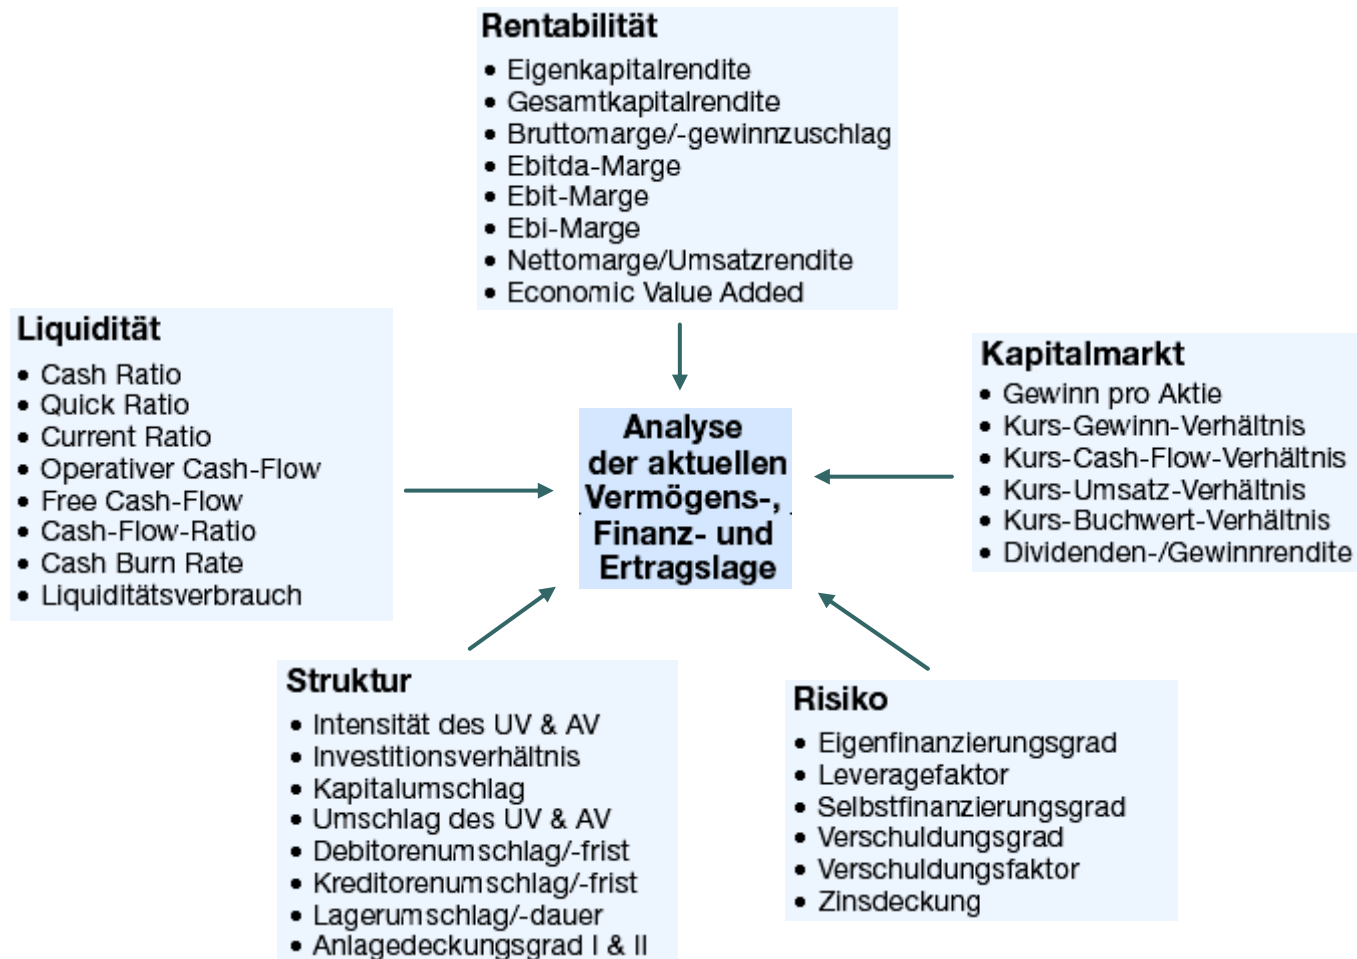 Rentabilität
• Eigenkapitalrendite
• Gesamtkapitalrendite
• Bruttomarge/-gewinnzuschlag
• Ebitda-Marge
• Ebit-Marge
• Ebi-Marge
• Nettomarge/Umsatzrendite
• Economic Value Added
Liquidität
• Cash Ratio
• Quick Ratio
• Current Ratio
• Operativer Cash-Flow
• Free Cash-Flow
• Cash-Flow-Ratio
• Cash Burn Rate
• Liquiditätsverbrauch
Analyse
der aktuellen
Vermögens-,
Finanz- und
Ertragslage
Kapitalmarkt
• Gewinn pro Aktie
• Kurs-Gewinn-Verhältnis
• Kurs-Cash-Flow-Verhältnis
• Kurs-Umsatz-Verhältnis
• Kurs-Buchwert-Verhältnis
• Dividenden-/Gewinnrendite
Struktur
• Intensität des UV & AV
• Investitionsverhältnis
• Kapitalumschlag
• Umschlag des UV & AV
• Debitorenumschlag/-frist
• Kreditorenumschlag/-frist
• Lagerumschlag/-dauer
• Anlagedeckungsgrad I & II
Risiko
• Eigenfinanzierungsgrad
• Leveragefaktor
• Selbstfinanzierungsgrad
• Verschuldungsgrad
• Verschuldungsfaktor
• Zinsdeckung